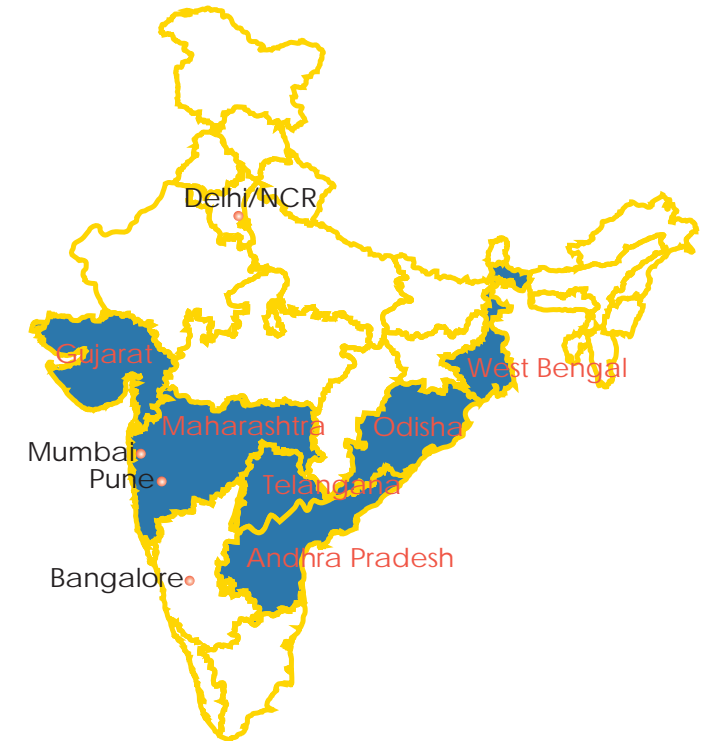 Delhi/NCR
Gujarat
West Bengal
Maharashtra
Odisha
Mumbai
Pune
Telangana
Andhra Pradesh
Bangalore